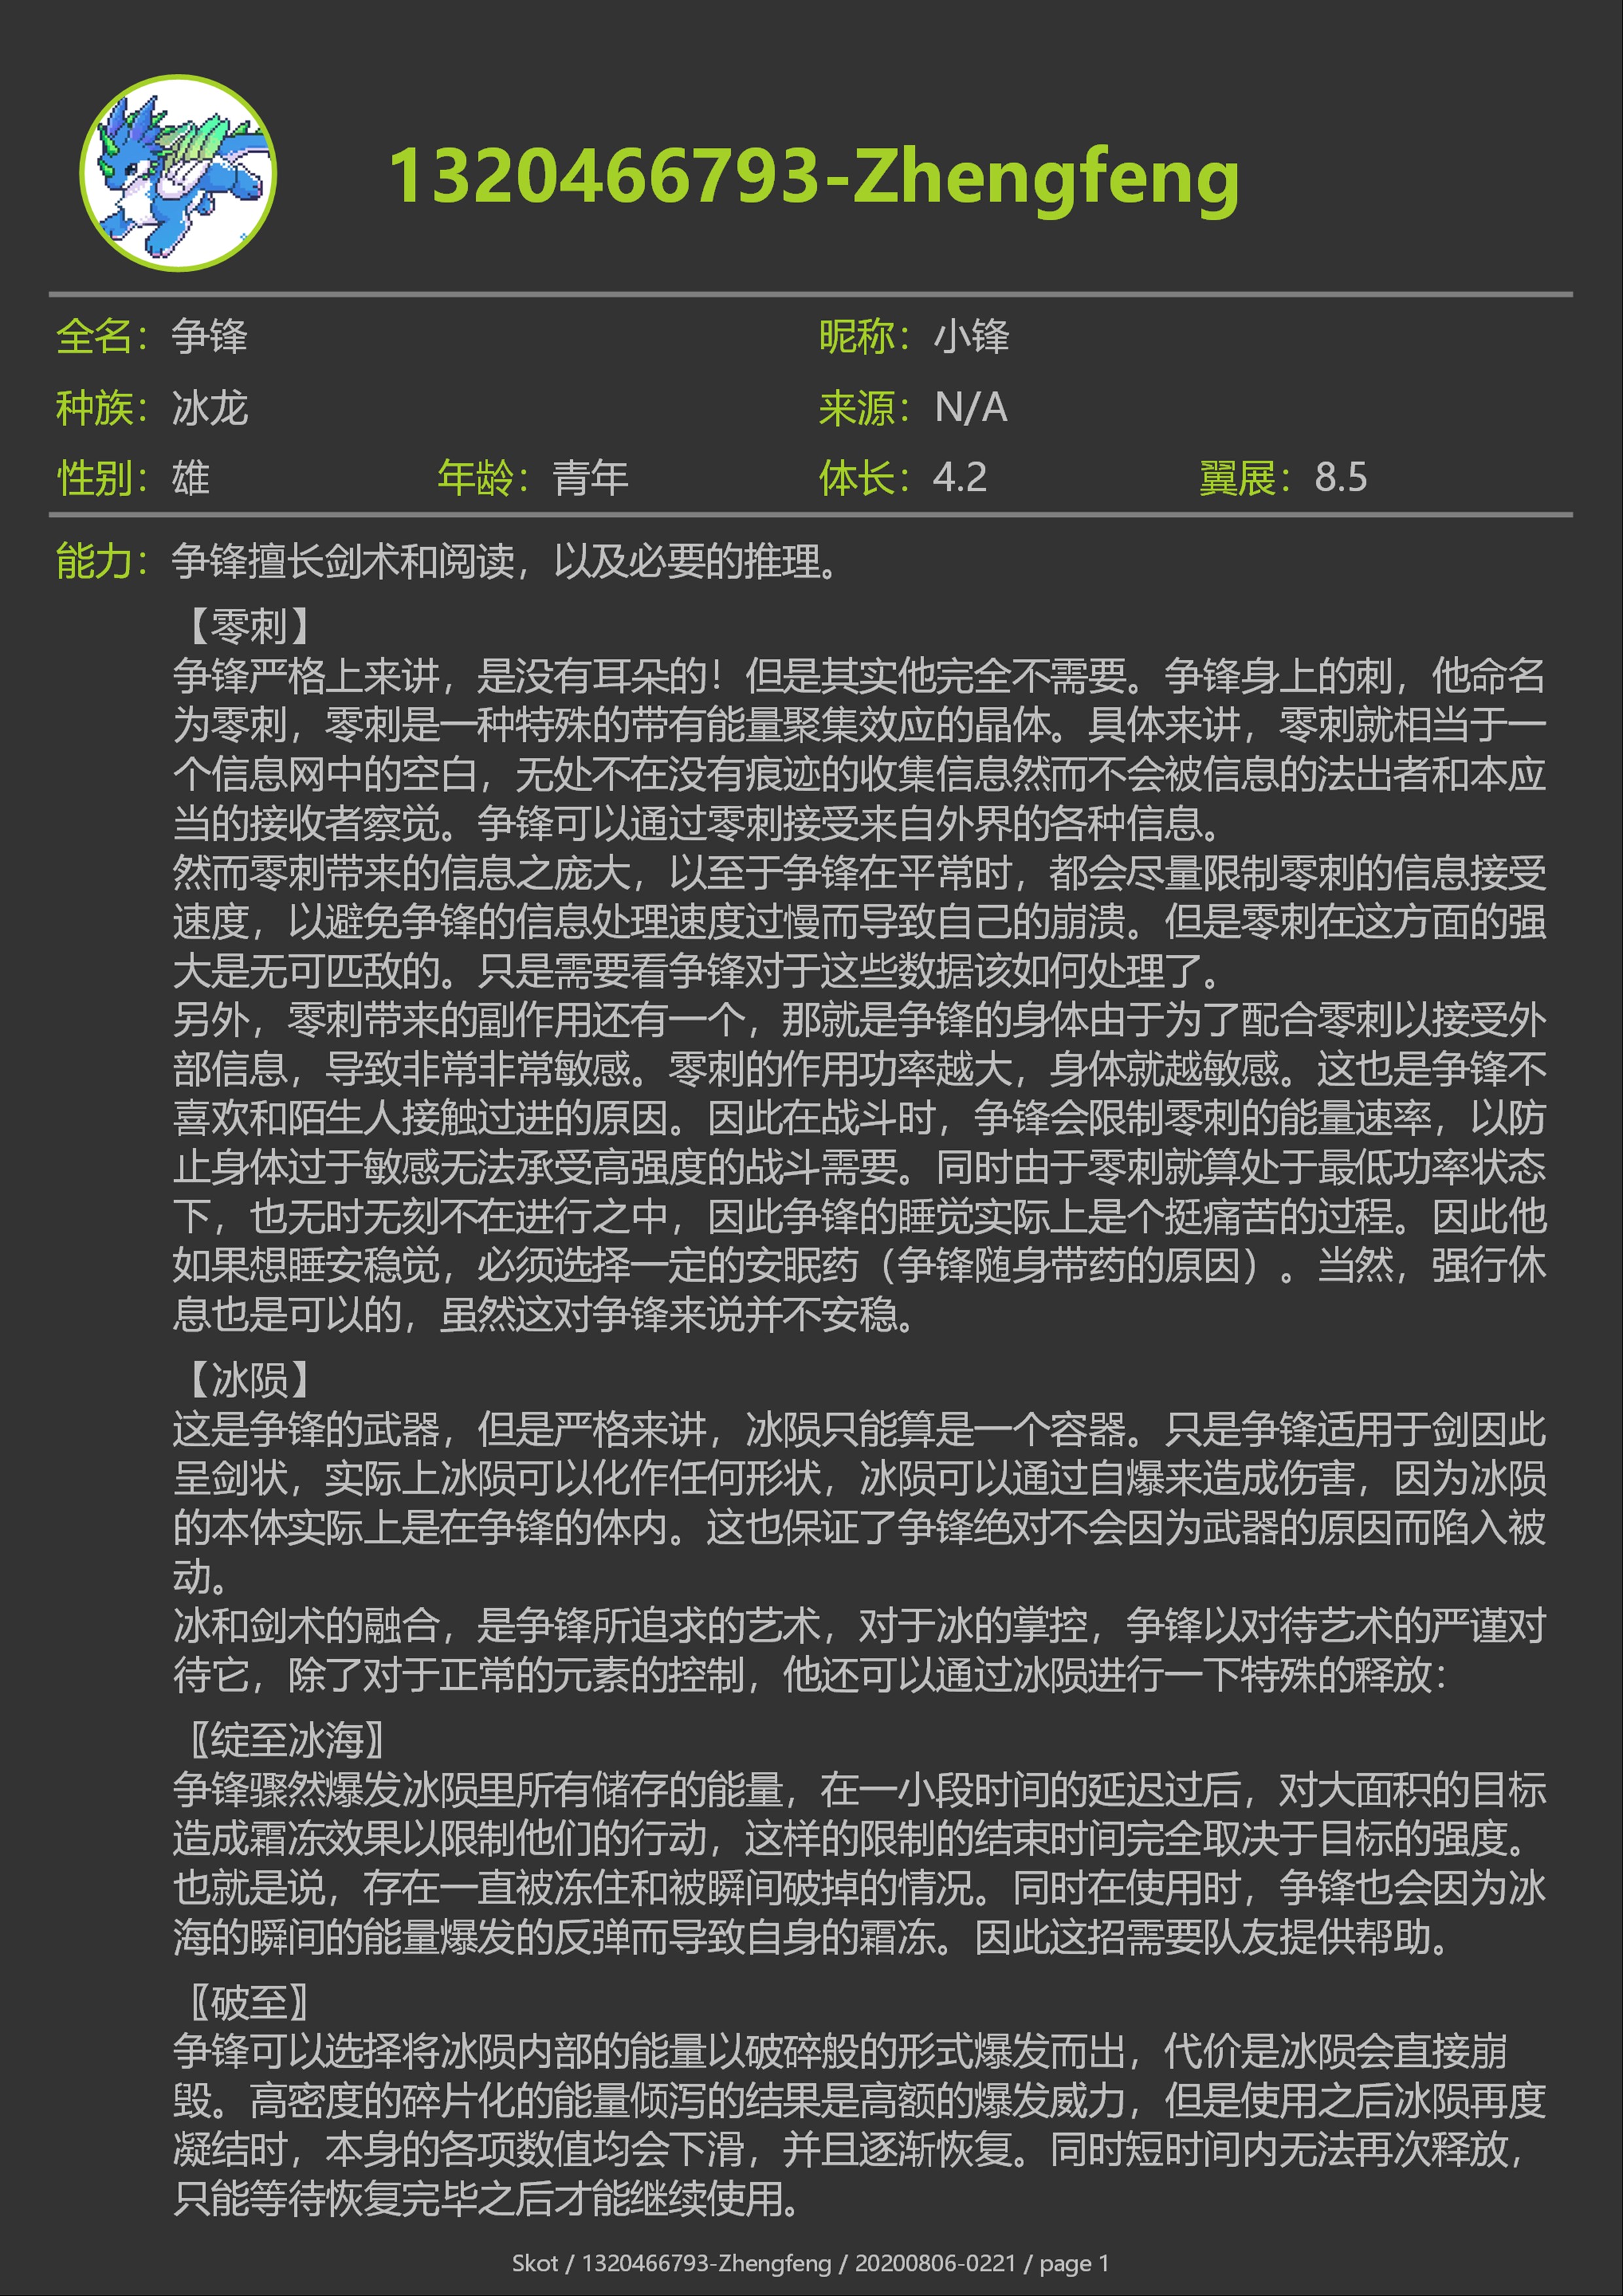 1320466793-Zhengfeng
全名：争锋 昵称：小锋
种族：冰龙 来源：N/A
性别：雄 年龄：青年 体长：4.2 翼展：8.5
能力：争锋擅长剑术和阅读，以及必要的推理。
【零刺】
争锋严格上来讲，是没有耳朵的！但是其实他完全不需要。争锋身上的刺，他命名
为零刺，零刺是一种特殊的带有能量聚集效应的晶体。具体来讲，零刺就相当于一
个信息网中的空白，无处不在没有痕迹的收集信息然而不会被信息的法出者和本应
当的接收者察觉。争锋可以通过零刺接受来自外界的各种信息。
然而零刺带来的信息之庞大，以至于争锋在平常时，都会尽量限制零刺的信息接受
速度，以避免争锋的信息处理速度过慢而导致自己的崩溃。但是零刺在这方面的强
大是无可匹敌的。只是需要看争锋对于这些数据该如何处理了。
另外，零刺带来的副作用还有一个，那就是争锋的身体由于为了配合零刺以接受外
部信息，导致非常非常敏感。零刺的作用功率越大，身体就越敏感。这也是争锋不
喜欢和陌生人接触过进的原因。因此在战斗时，争锋会限制零刺的能量速率，以防
止身体过于敏感无法承受高强度的战斗需要。同时由于零刺就算处于最低功率状态
下，也无时无刻不在进行之中，因此争锋的睡觉实际上是个挺痛苦的过程。因此他
如果想睡安稳觉，必须选择一定的安眠药（争锋随身带药的原因）。当然，强行休
息也是可以的，虽然这对争锋来说并不安稳。
【冰陨】
这是争锋的武器，但是严格来讲，冰陨只能算是一个容器。只是争锋适用于剑因此
呈剑状，实际上冰陨可以化作任何形状，冰陨可以通过自爆来造成伤害，因为冰陨
的本体实际上是在争锋的体内。这也保证了争锋绝对不会因为武器的原因而陷入被
动。
冰和剑术的融合，是争锋所追求的艺术，对于冰的掌控，争锋以对待艺术的严谨对
待它，除了对于正常的元素的控制，他还可以通过冰陨进行一下特殊的释放：
〖绽至冰海〗
争锋骤然爆发冰陨里所有储存的能量，在一小段时间的延迟过后，对大面积的目标
造成霜冻效果以限制他们的行动，这样的限制的结束时间完全取决于目标的强度。
也就是说，存在一直被冻住和被瞬间破掉的情况。同时在使用时，争锋也会因为冰
海的瞬间的能量爆发的反弹而导致自身的霜冻。因此这招需要队友提供帮助。
〖破至〗
争锋可以选择将冰陨内部的能量以破碎般的形式爆发而出，代价是冰陨会直接崩
毁。高密度的碎片化的能量倾泻的结果是高额的爆发威力，但是使用之后冰陨再度
凝结时，本身的各项数值均会下滑，并且逐渐恢复。同时短时间内无法再次释放，
只能等待恢复完毕之后才能继续使用。
Skot / 1320466793-Zhengfeng / 20200806-0221 / page 1